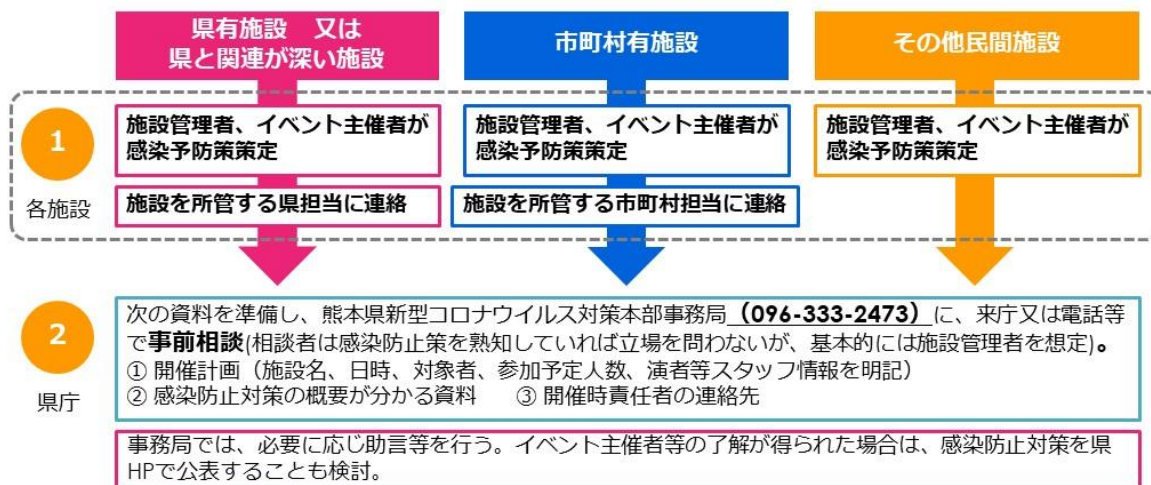 県有施設　又は
県と関連が深い施設
市町村有施設
その他民間施設
1
各施設
施設管理者、イベント主催者が
感染予防策策定
施設を所管する県担当に連絡
施設管理者、イベント主催者が
感染予防策策定
施設を所管する市町村担当に連絡
施設管理者、イベント主催者が
感染予防策策定
2
県庁
次の資料を準備し、熊本県新型コロナウイルス対策本部事務局（096-333-2473）に、来庁又は電話等
で事前相談(相談者は感染防止策を熟知していれば立場を問わないが、基本的には施設管理者を想定)。
① 開催計画（施設名、日時、対象者、参加予定人数、演者等スタッフ情報を明記）
② 感染防止対策の概要が分かる資料　　③ 開催時責任者の連絡先
事務局では、必要に応じ助言等を行う。イベント主催者等の了解が得られた場合は、感染防止対策を県
HPで公表することも検討。